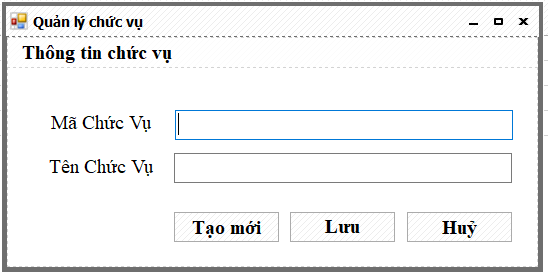 Quản lý chức vụ
Thông tin chức vụ
Mã Chức Vụ
Tên Chức Vụ
Tạo mới Lưu Huỷ